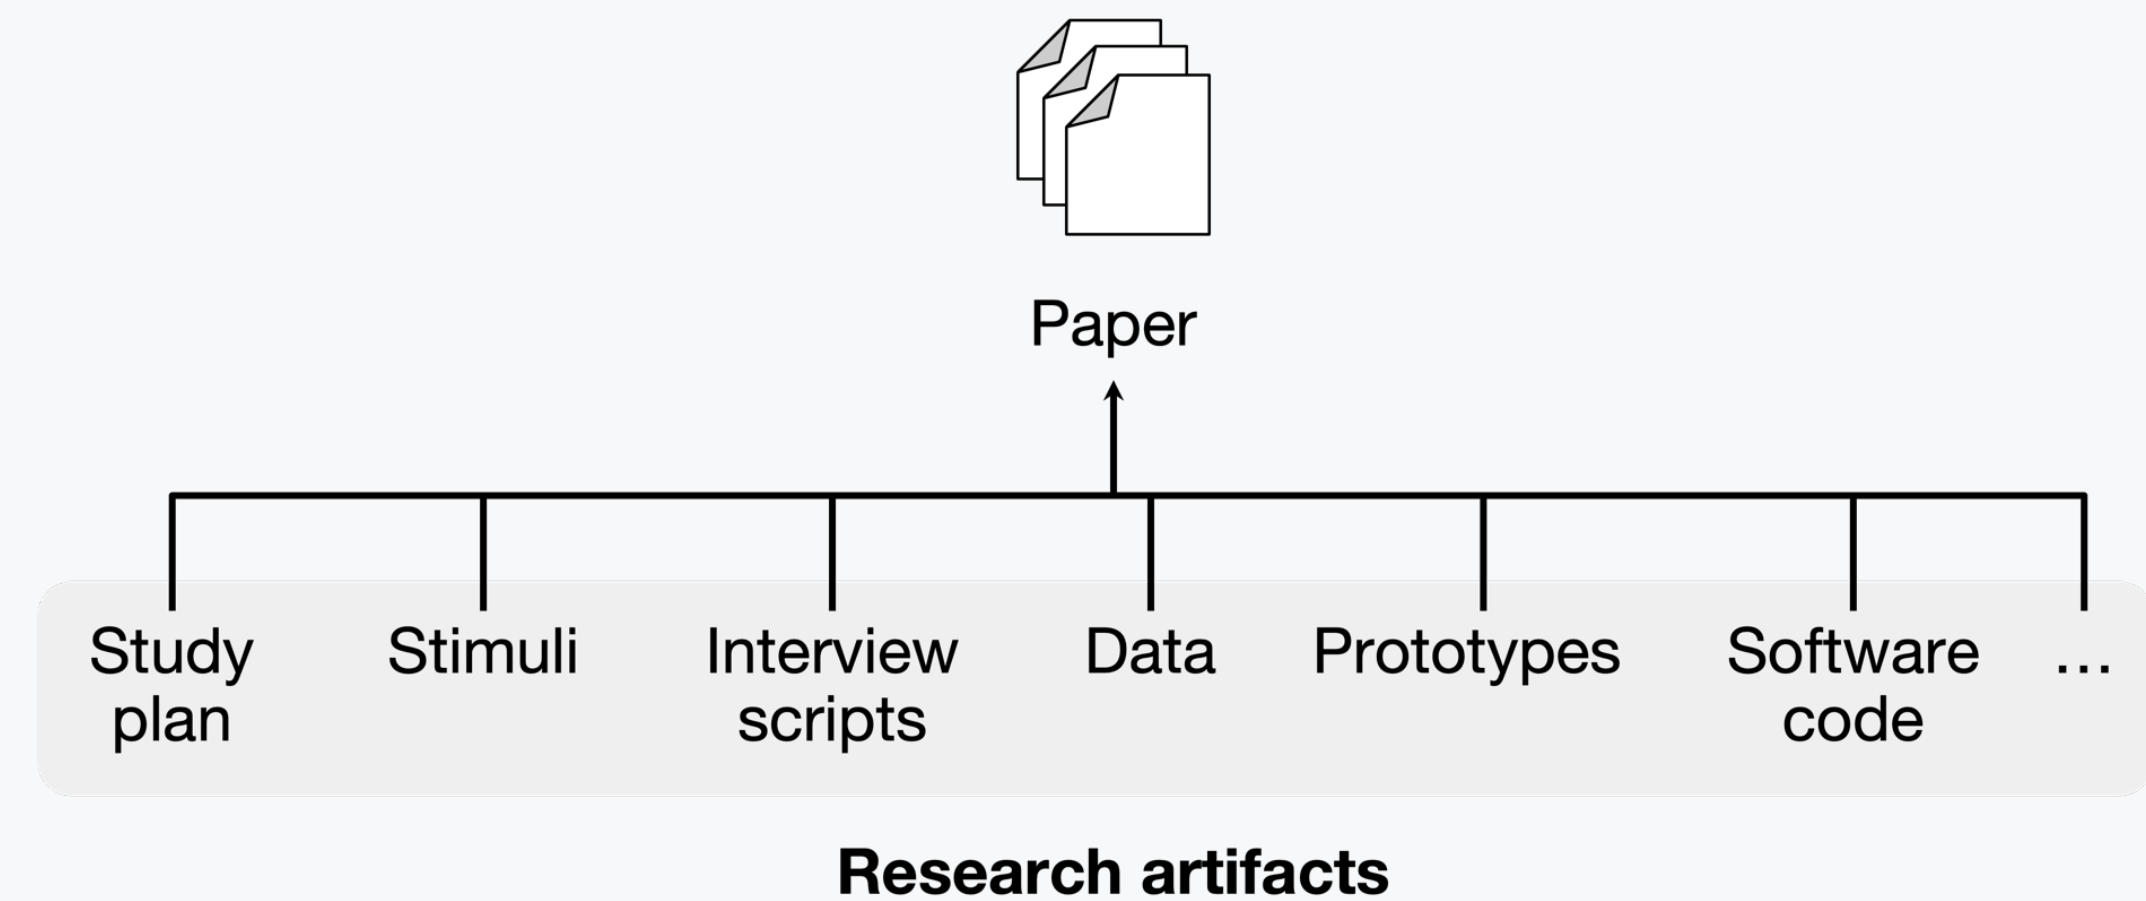 Paper
Study plan
Stimuli
Interview scripts
Data
Prototypes
Software code
...
Research artifacts